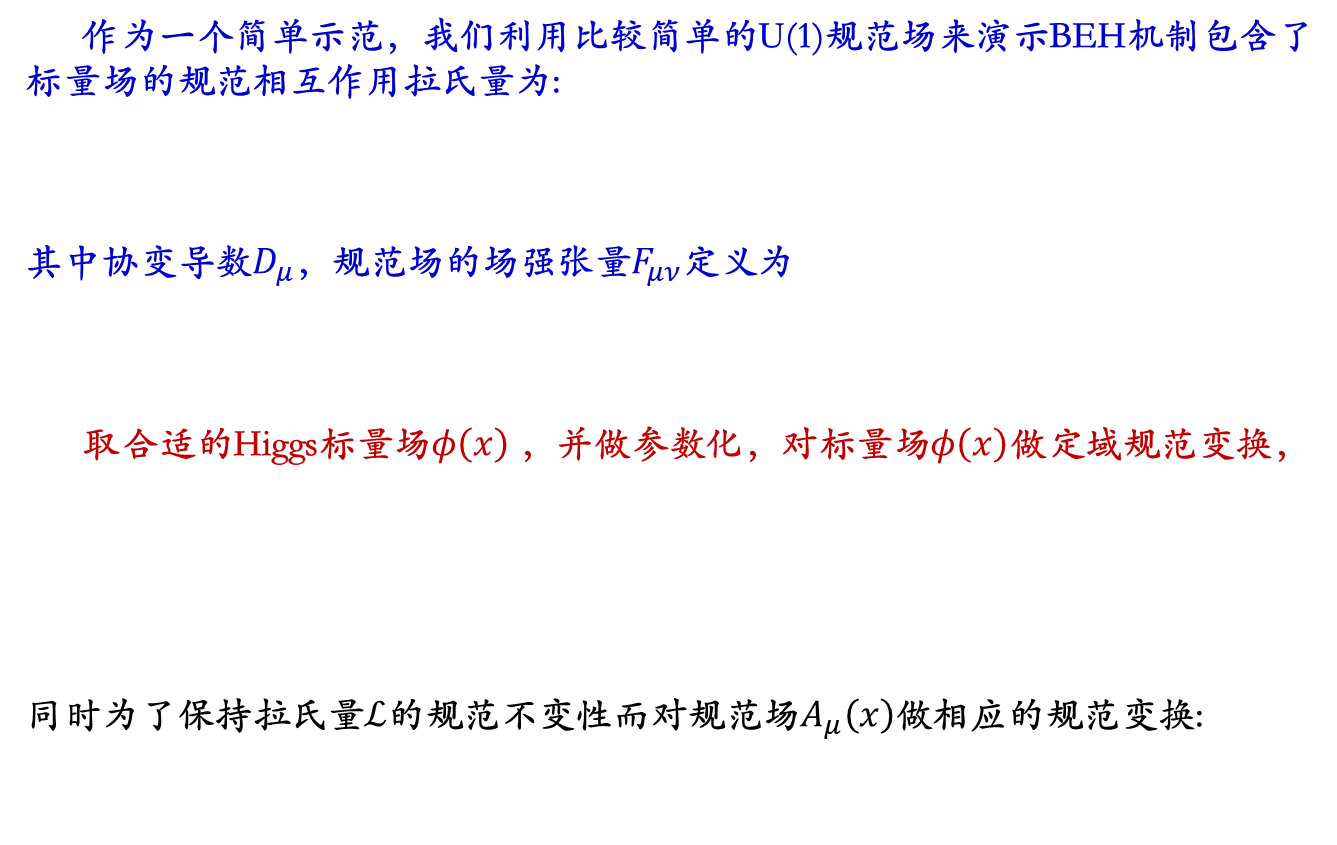 作为一个简单示范，我们利用比较简单的U(1)规范场来演示BEH机制包含了
标量场的规范相互作用拉氏量为:
其中协变导数$D_\mu$，规范场的场强张量$F_{\mu\nu}$定义为
取合适的Higgs标量场$\phi(x)$，并做参数化，对标量场$\phi(x)$做定域规范变换，
同时为了保持拉氏量$\mathcal{L}$的规范不变性而对规范场$A_\mu(x)$做相应的规范变换: